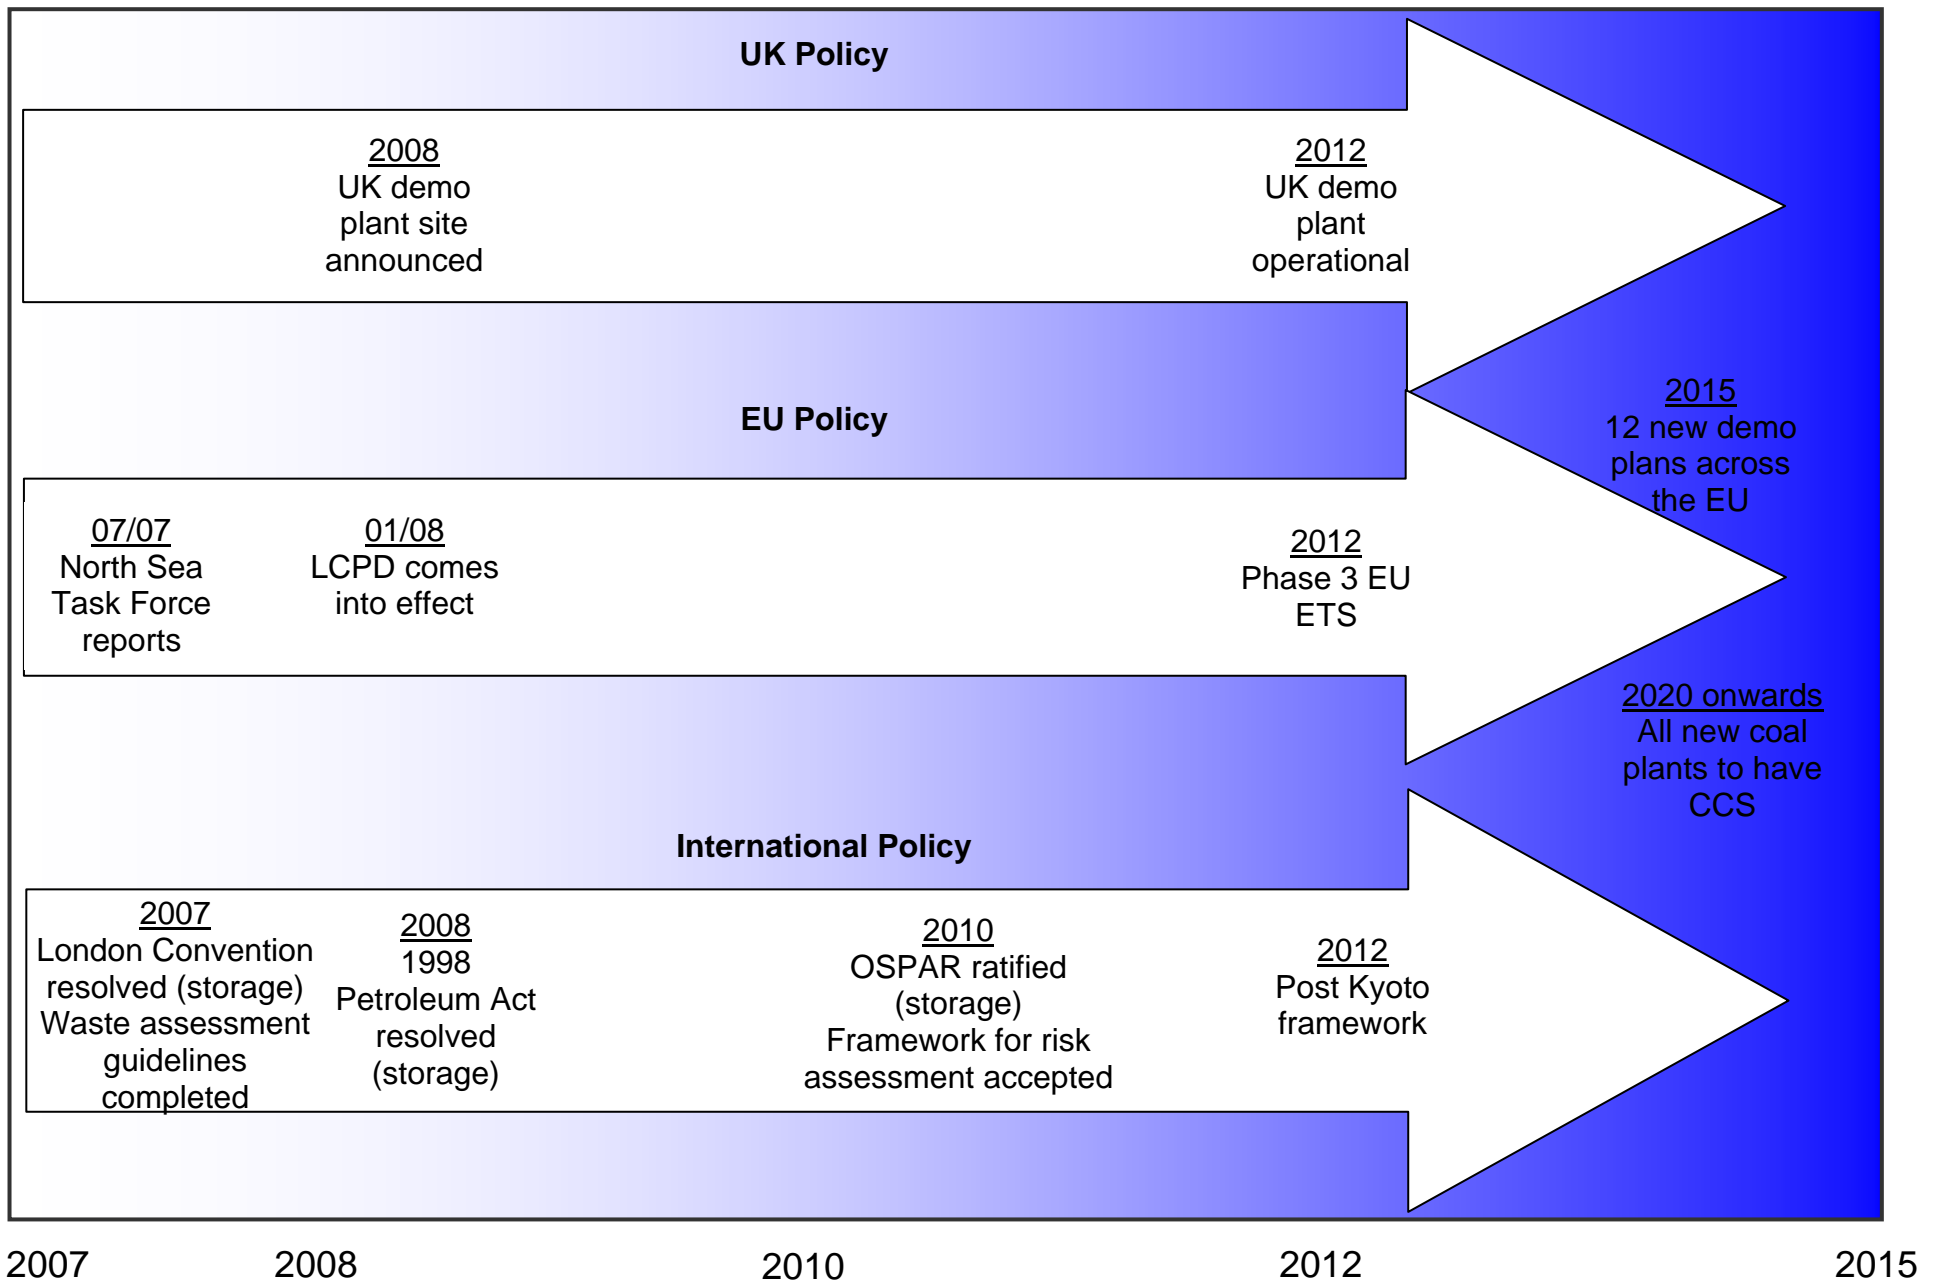 UK Policy
2008
UK demo
plant site
announced
2012
UK demo
plant
operational
EU Policy
07/07
North Sea
Task Force
reports
01/08
LCPD comes
into effect
2012
Phase 3 EU
ETS
2015
12 new demo
plans across
the EU
2020 onwards
All new coal
plants to have
CCS
International Policy
2007
London Convention
resolved (storage)
Waste assessment
guidelines
completed
2008
1998
Petroleum Act
resolved
(storage)
2010
OSPAR ratified
(storage)
Framework for risk
assessment accepted
2012
Post Kyoto
framework
2007
2008
2010
2012
2015